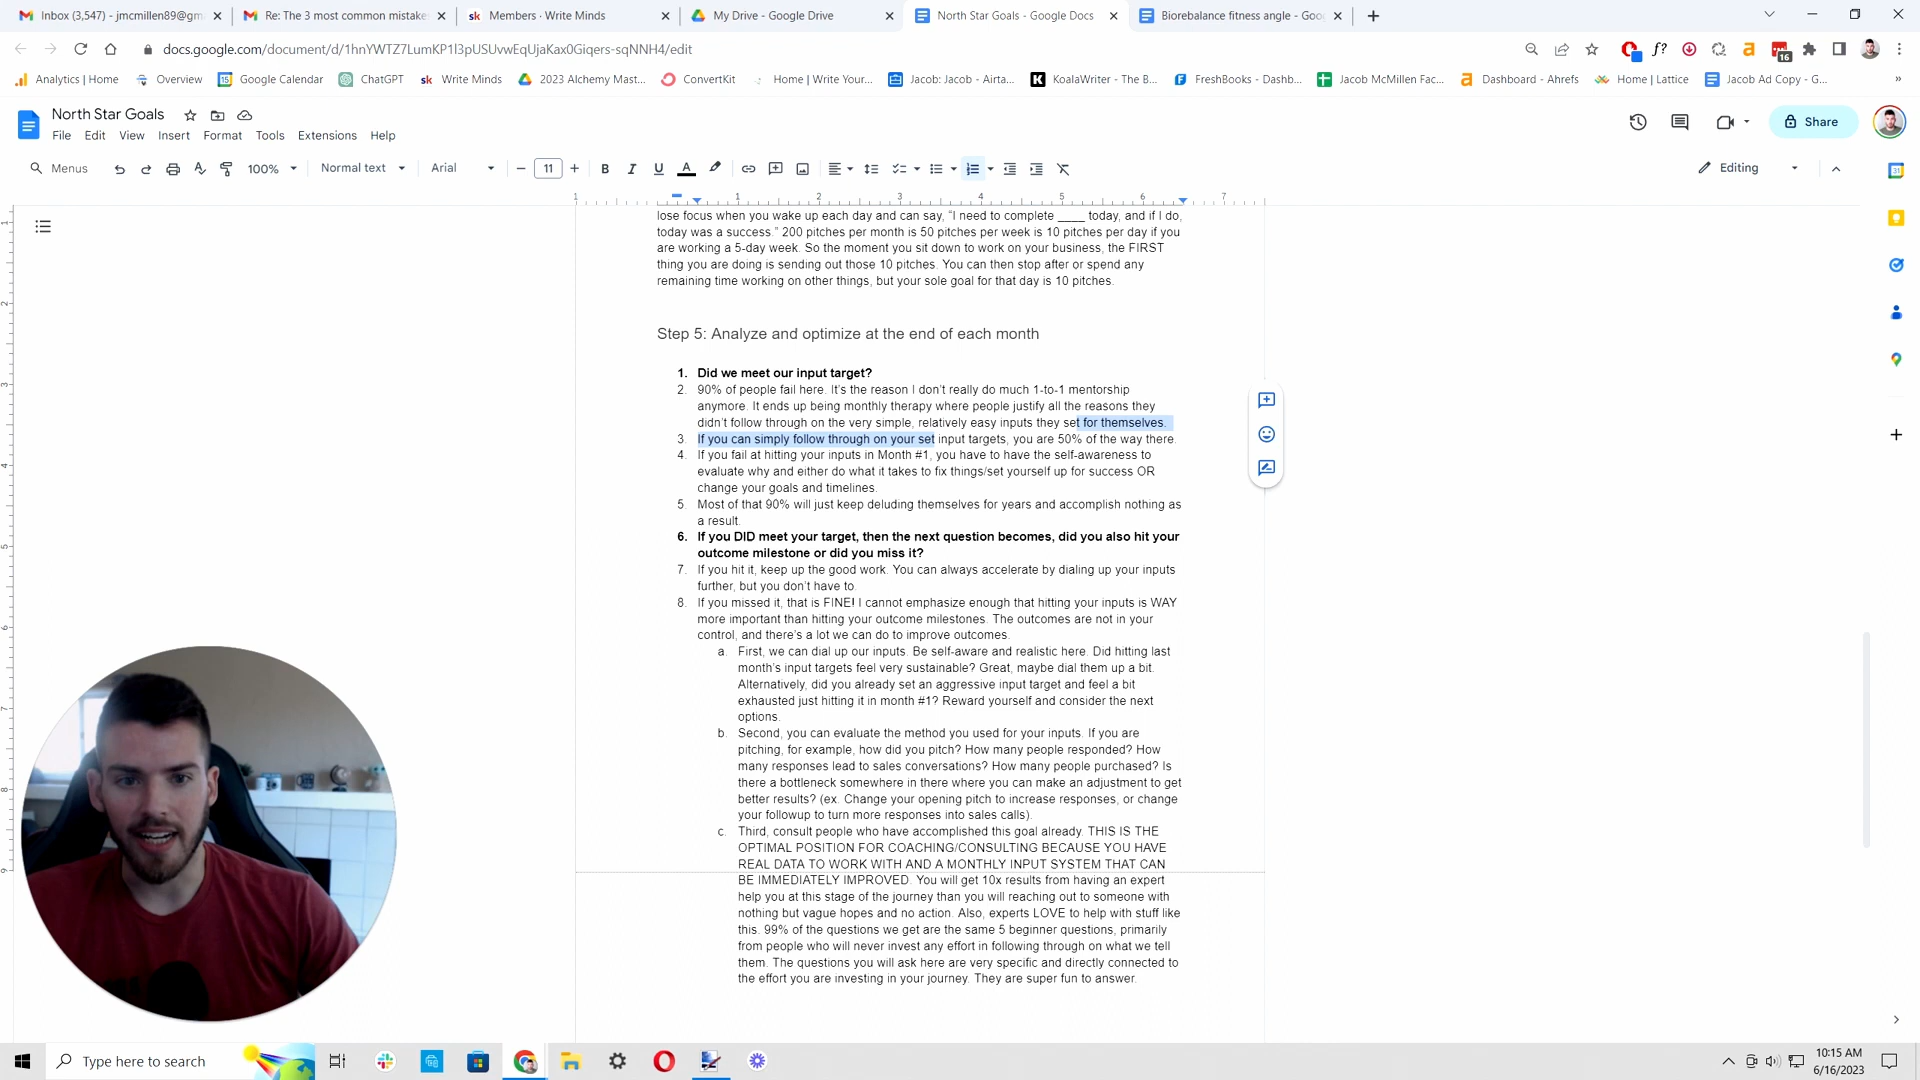 Inbox (3,547) - jmcmillen89@gm
Re: The 3 most common mistake
Members · Write Minds
My Drive - Google Drive
North Star Goals - Google Docs
Biorebalance fitness angle - Goo
docs.google.com/document/d/1hnYWTZ7LumKP1l3pUSUvwEqUjaKax0Giqers-sqNNH4/edit
Analytics | Home
Overview
Google Calendar
ChatGPT
sk Write Minds
2023 Alchemy Mast...
ConvertKit
Home | Write Your...
Jacob: Jacob - Airta...
KoalaWriter - The B...
FreshBooks - Dashb...
Jacob McMillen Fac...
Dashboard - Ahrefs
Home | Lattice
Jacob Ad Copy - G...
North Star Goals
File Edit View Insert Format Tools Extensions Help
Share
Menus
100%
Normal text
Arial
11
Editing
lose focus when you wake up each day and can say, “I need to complete ____ today, and if I do,
today was a success.” 200 pitches per month is 50 pitches per week is 10 pitches per day if you
are working a 5-day week. So the moment you sit down to work on your business, the FIRST
thing you are doing is sending out those 10 pitches. You can then stop after or spend any
remaining time working on other things, but your sole goal for that day is 10 pitches.
Step 5: Analyze and optimize at the end of each month
1. Did we meet our input target?
2. 90% of people fail here. It’s the reason I don’t really do much 1-to-1 mentorship
anymore. It ends up being monthly therapy where people justify all the reasons they
didn’t follow through on the very simple, relatively easy inputs they set for themselves.
3. If you can simply follow through on your set input targets, you are 50% of the way there.
4. If you fail at hitting your inputs in Month #1, you have to have the self-awareness to
evaluate why and either do what it takes to fix things/set yourself up for success OR
change your goals and timelines.
5. Most of that 90% will just keep deluding themselves for years and accomplish nothing as
a result.
6. If you DID meet your target, then the next question becomes, did you also hit your
outcome milestone or did you miss it?
7. If you hit it, keep up the good work. You can always accelerate by dialing up your inputs
further, but you don’t have to.
8. If you missed it, that is FINE! I cannot emphasize enough that hitting your inputs is WAY
more important than hitting your outcome milestones. The outcomes are not in your
control, and there’s a lot we can do to improve outcomes.
a. First, we can dial up our inputs. Be self-aware and realistic here. Did hitting last
month’s input targets feel very sustainable? Great, maybe dial them up a bit.
Alternatively, did you already set an aggressive input target and feel a bit
exhausted just hitting it in month #1? Reward yourself and consider the next
options.
b. Second, you can evaluate the method you used for your inputs. If you are
pitching, for example, how did you pitch? How many people responded? How
many responses lead to sales conversations? How many people purchased? Is
there a bottleneck somewhere in there where you can make an adjustment to get
better results? (ex. Change your opening pitch to increase responses, or change
your followup to turn more responses into sales calls).
c. Third, consult people who have accomplished this goal already. THIS IS THE
OPTIMAL POSITION FOR COACHING/CONSULTING BECAUSE YOU HAVE
REAL DATA TO WORK WITH AND A MONTHLY INPUT SYSTEM THAT CAN
BE IMMEDIATELY IMPROVED. You will get 10x results from having an expert
help you at this stage of the journey than you will reaching out to someone with
nothing but vague hopes and no action. Also, experts LOVE to help with stuff like
this. 99% of the questions we get are the same 5 beginner questions, primarily
from people who will never invest any effort in following through on what we tell
them. The questions you will ask here are very specific and directly connected to
the effort you are investing in your journey. They are super fun to answer.
Type here to search
10:15 AM
6/16/2023